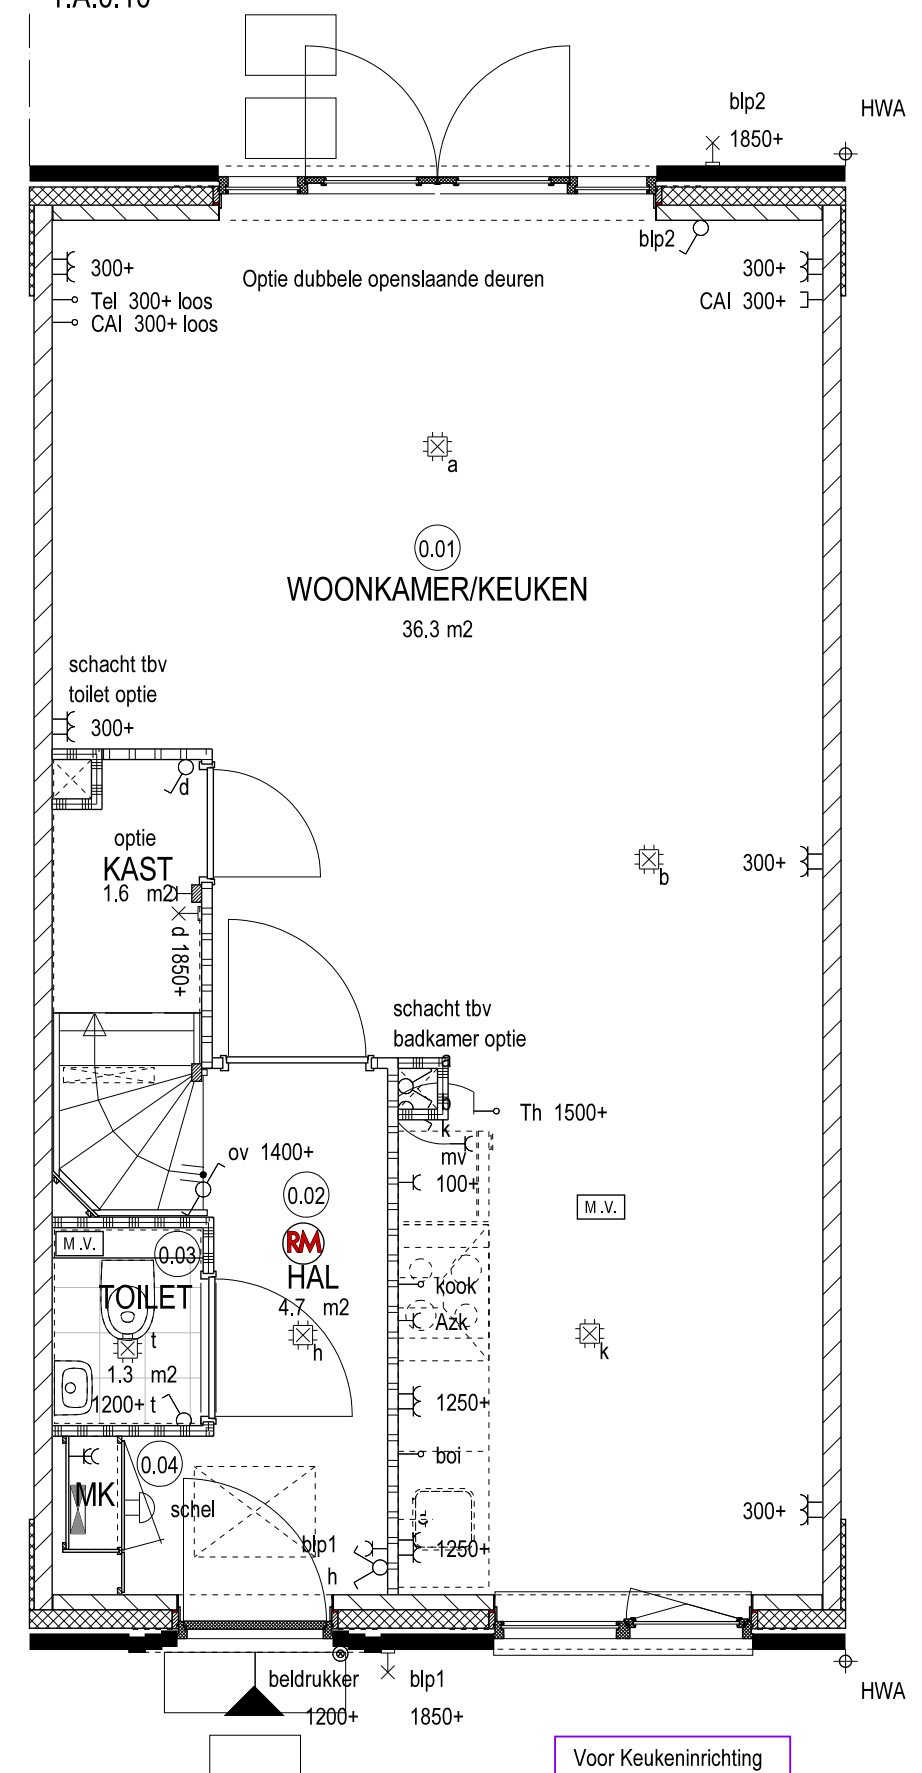 blp2
HWA
1850+
blp2
300+
Optie dubbele openslaande deuren
300+
Tel 300+ loos
CAI 300+
CAI 300+ loos
a
0.01
WOONKAMER/KEUKEN
36.3 m2
schacht tbv
toilet optie
300+
d
optie
KAST
1.6 m2
b
300+
d 1850+
schacht tbv
badkamer optie
Th 1500+
k
mv
ov 1400+
100+
0.02
M.V.
RM
M.V.
0.03
HAL
4.7 m2
kook
TOILET
Azk
t
h
k
1.3 m2
1200+ t
1250+
boi
0.04
MK
schel
300+
blp1
1250+
h
beldrukker
1200+
blp1
1850+
HWA
Voor Keukeninrichting